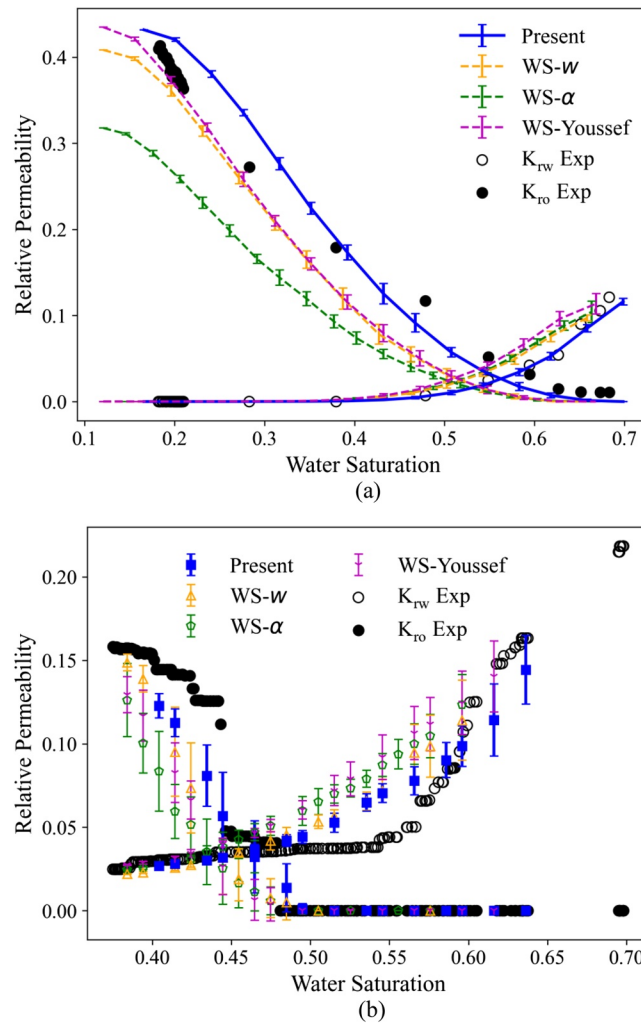 0.4
0.3
0.2
0.1
0.0
Relative Permeability
Present
WS-w
WS-α
WS-Youssef
Krw Exp
Kro Exp
0.1 0.2 0.3 0.4 0.5 0.6 0.7
Water Saturation
(a)
0.20
0.15
0.10
0.05
0.00
Relative Permeability
Present WS-Youssef
WS-w Krw Exp
WS-α Kro Exp
0.40 0.45 0.50 0.55 0.60 0.65 0.70
Water Saturation
(b)